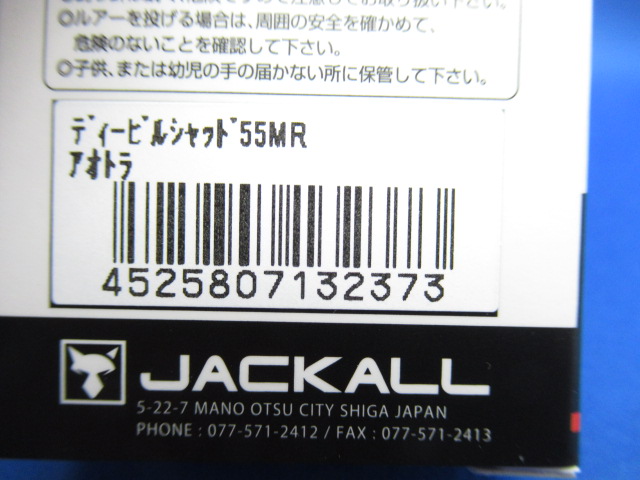 ◎ルアーを投げる場合は、周囲の安全を確かめて、
危険のないことを確認して下さい。
◎子供、または幼児の手の届かない所に保管して下さい。
ﾃﾞｨｰﾋﾞﾙｼｬｯﾄﾞ55MR
ｱｵﾄﾗ
4525807132373
JACKALL
5-22-7 MANO OTSU CITY SHIGA JAPAN
PHONE : 077-571-2412 / FAX : 077-571-2413